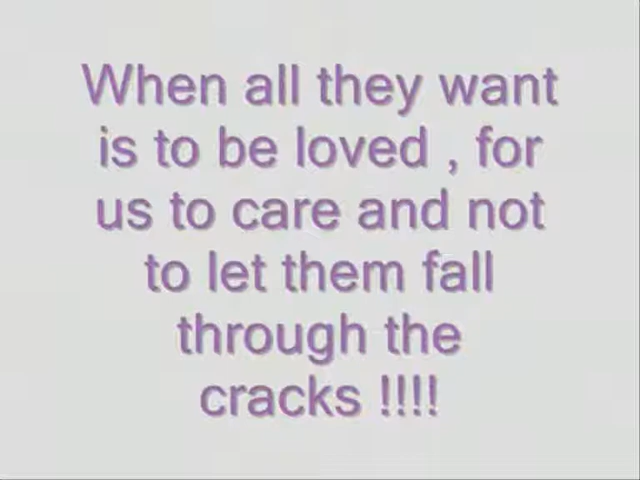 When all they want
is to be loved , for
us to care and not
to let them fall
through the
cracks !!!!